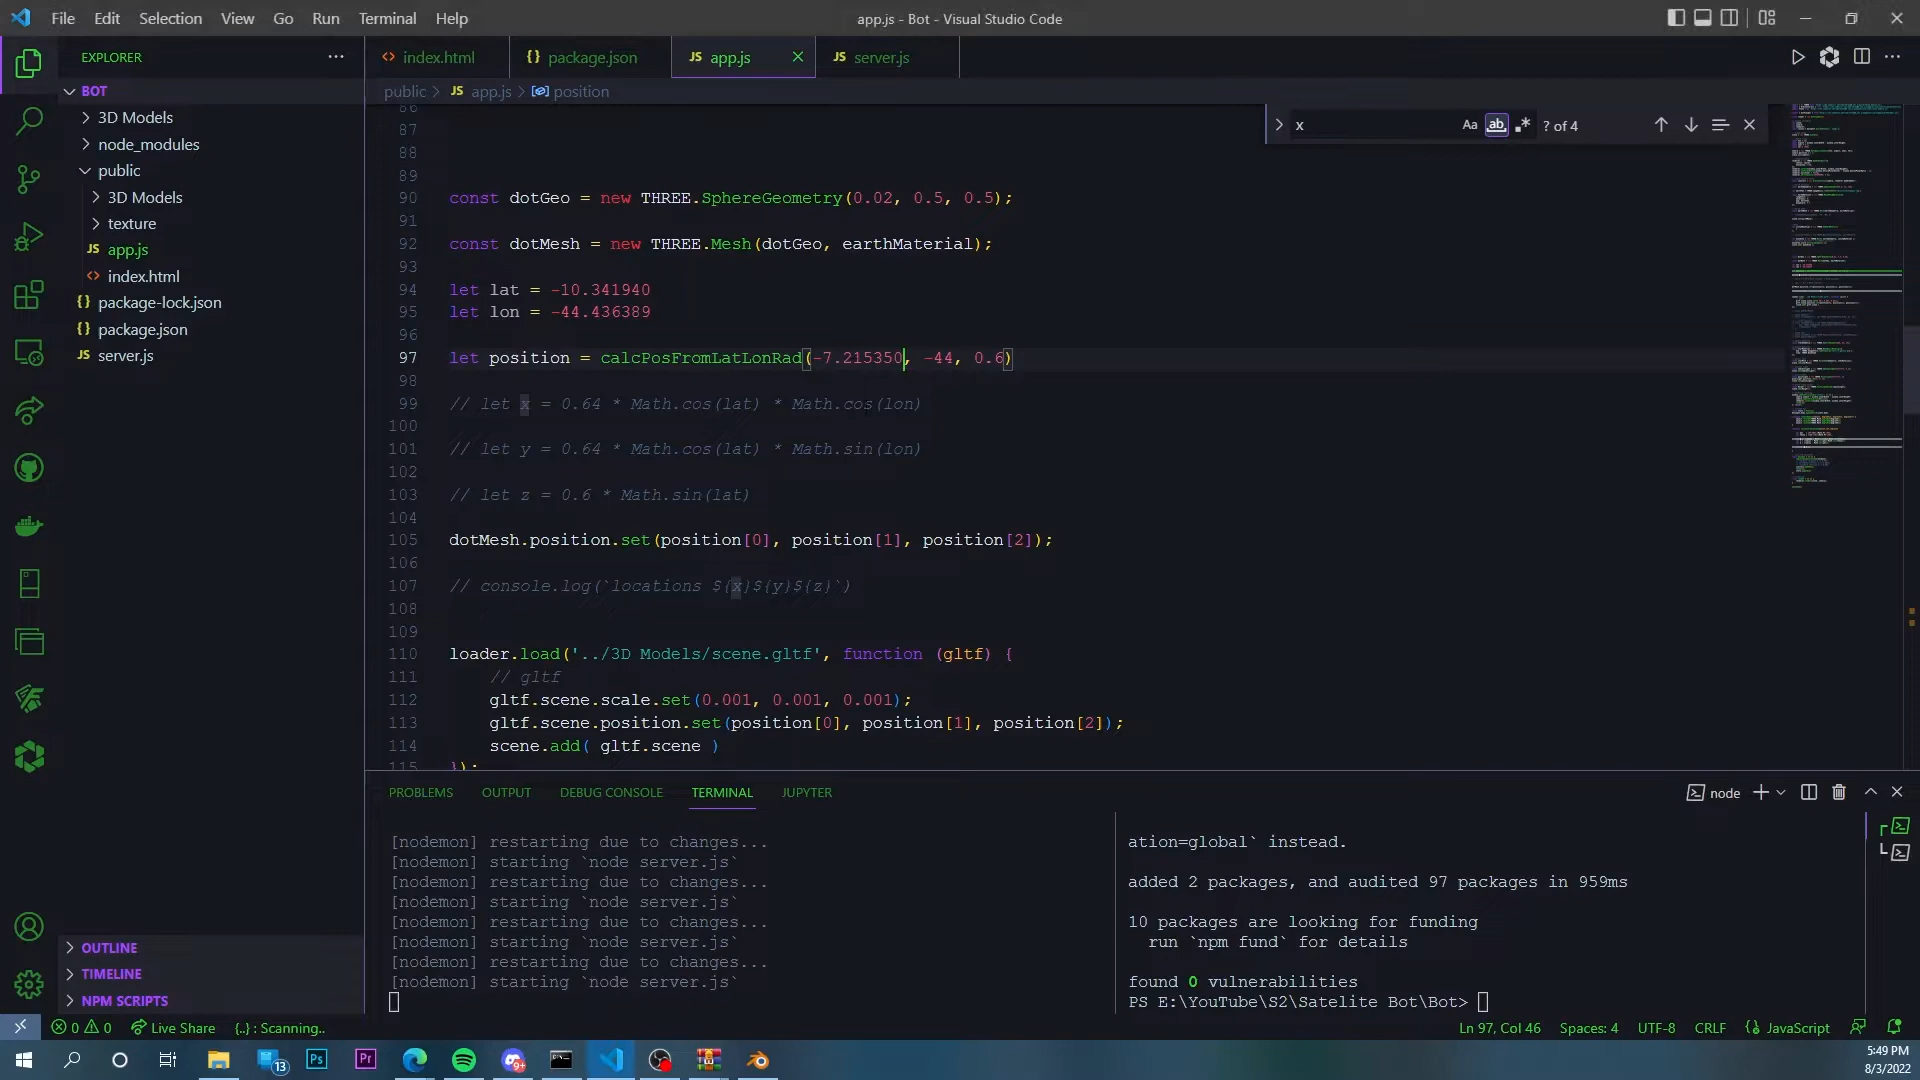 File Edit Selection View Go Run Terminal Help
app.js - Bot - Visual Studio Code
EXPLORER
BOT
3D Models
node_modules
public
3D Models
texture
JS app.js
index.html
{} package-lock.json
{} package.json
JS server.js
OUTLINE
TIMELINE
NPM SCRIPTS
<> index.html
{} package.json
JS app.js
JS server.js
public > JS app.js > position
x
Aa ab
? of 4
86
87
88
89
90 const dotGeo = new THREE.SphereGeometry(0.02, 0.5, 0.5);
91
92 const dotMesh = new THREE.Mesh(dotGeo, earthMaterial);
93
94 let lat = -10.341940
95 let lon = -44.436389
96
97 let position = calcPosFromLatLonRad(-7.215350, -44, 0.6)
98
99 // let x = 0.64 * Math.cos(lat) * Math.cos(lon)
100
101 // let y = 0.64 * Math.cos(lat) * Math.sin(lon)
102
103 // let z = 0.6 * Math.sin(lat)
104
105 dotMesh.position.set(position[0], position[1], position[2]);
106
107 // console.log(`locations ${x}${y}${z}`)
108
109
110 loader.load('../3D Models/scene.gltf', function (gltf) {
111 // gltf
112 gltf.scene.scale.set(0.001, 0.001, 0.001);
113 gltf.scene.position.set(position[0], position[1], position[2]);
114 scene.add( gltf.scene )
115 });
PROBLEMS OUTPUT DEBUG CONSOLE TERMINAL JUPYTER
node
[nodemon] restarting due to changes...
[nodemon] starting `node server.js`
[nodemon] restarting due to changes...
[nodemon] starting `node server.js`
[nodemon] restarting due to changes...
[nodemon] starting `node server.js`
[nodemon] restarting due to changes...
[nodemon] starting `node server.js`
ation=global` instead.
added 2 packages, and audited 97 packages in 959ms
10 packages are looking for funding
run `npm fund` for details
found 0 vulnerabilities
PS E:\YouTube\S2\Satelite Bot\Bot>
0 0 Live Share {..} : Scanning..
Ln 97, Col 46 Spaces: 4 UTF-8 CRLF JavaScript
13
Ps
Pr
9+
5:49 PM
8/3/2022